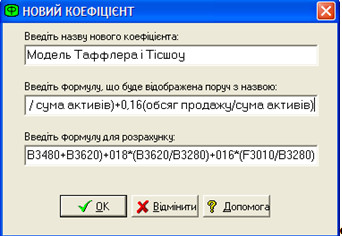 НОВИЙ КОЕФІЦІЄНТ
Введіть назву нового коефіцієнта:
Модель Таффлера і Тісшоу
Введіть формулу, що буде відображена поруч з назвою:
/ сума активів)+0,16(обсяг продажу/сума активів)
Введіть формулу для розрахунку:
B3480+B3620)+018*(B3620/B3280)+016*(F3010/B3280)
OK Відмінити ? Допомога